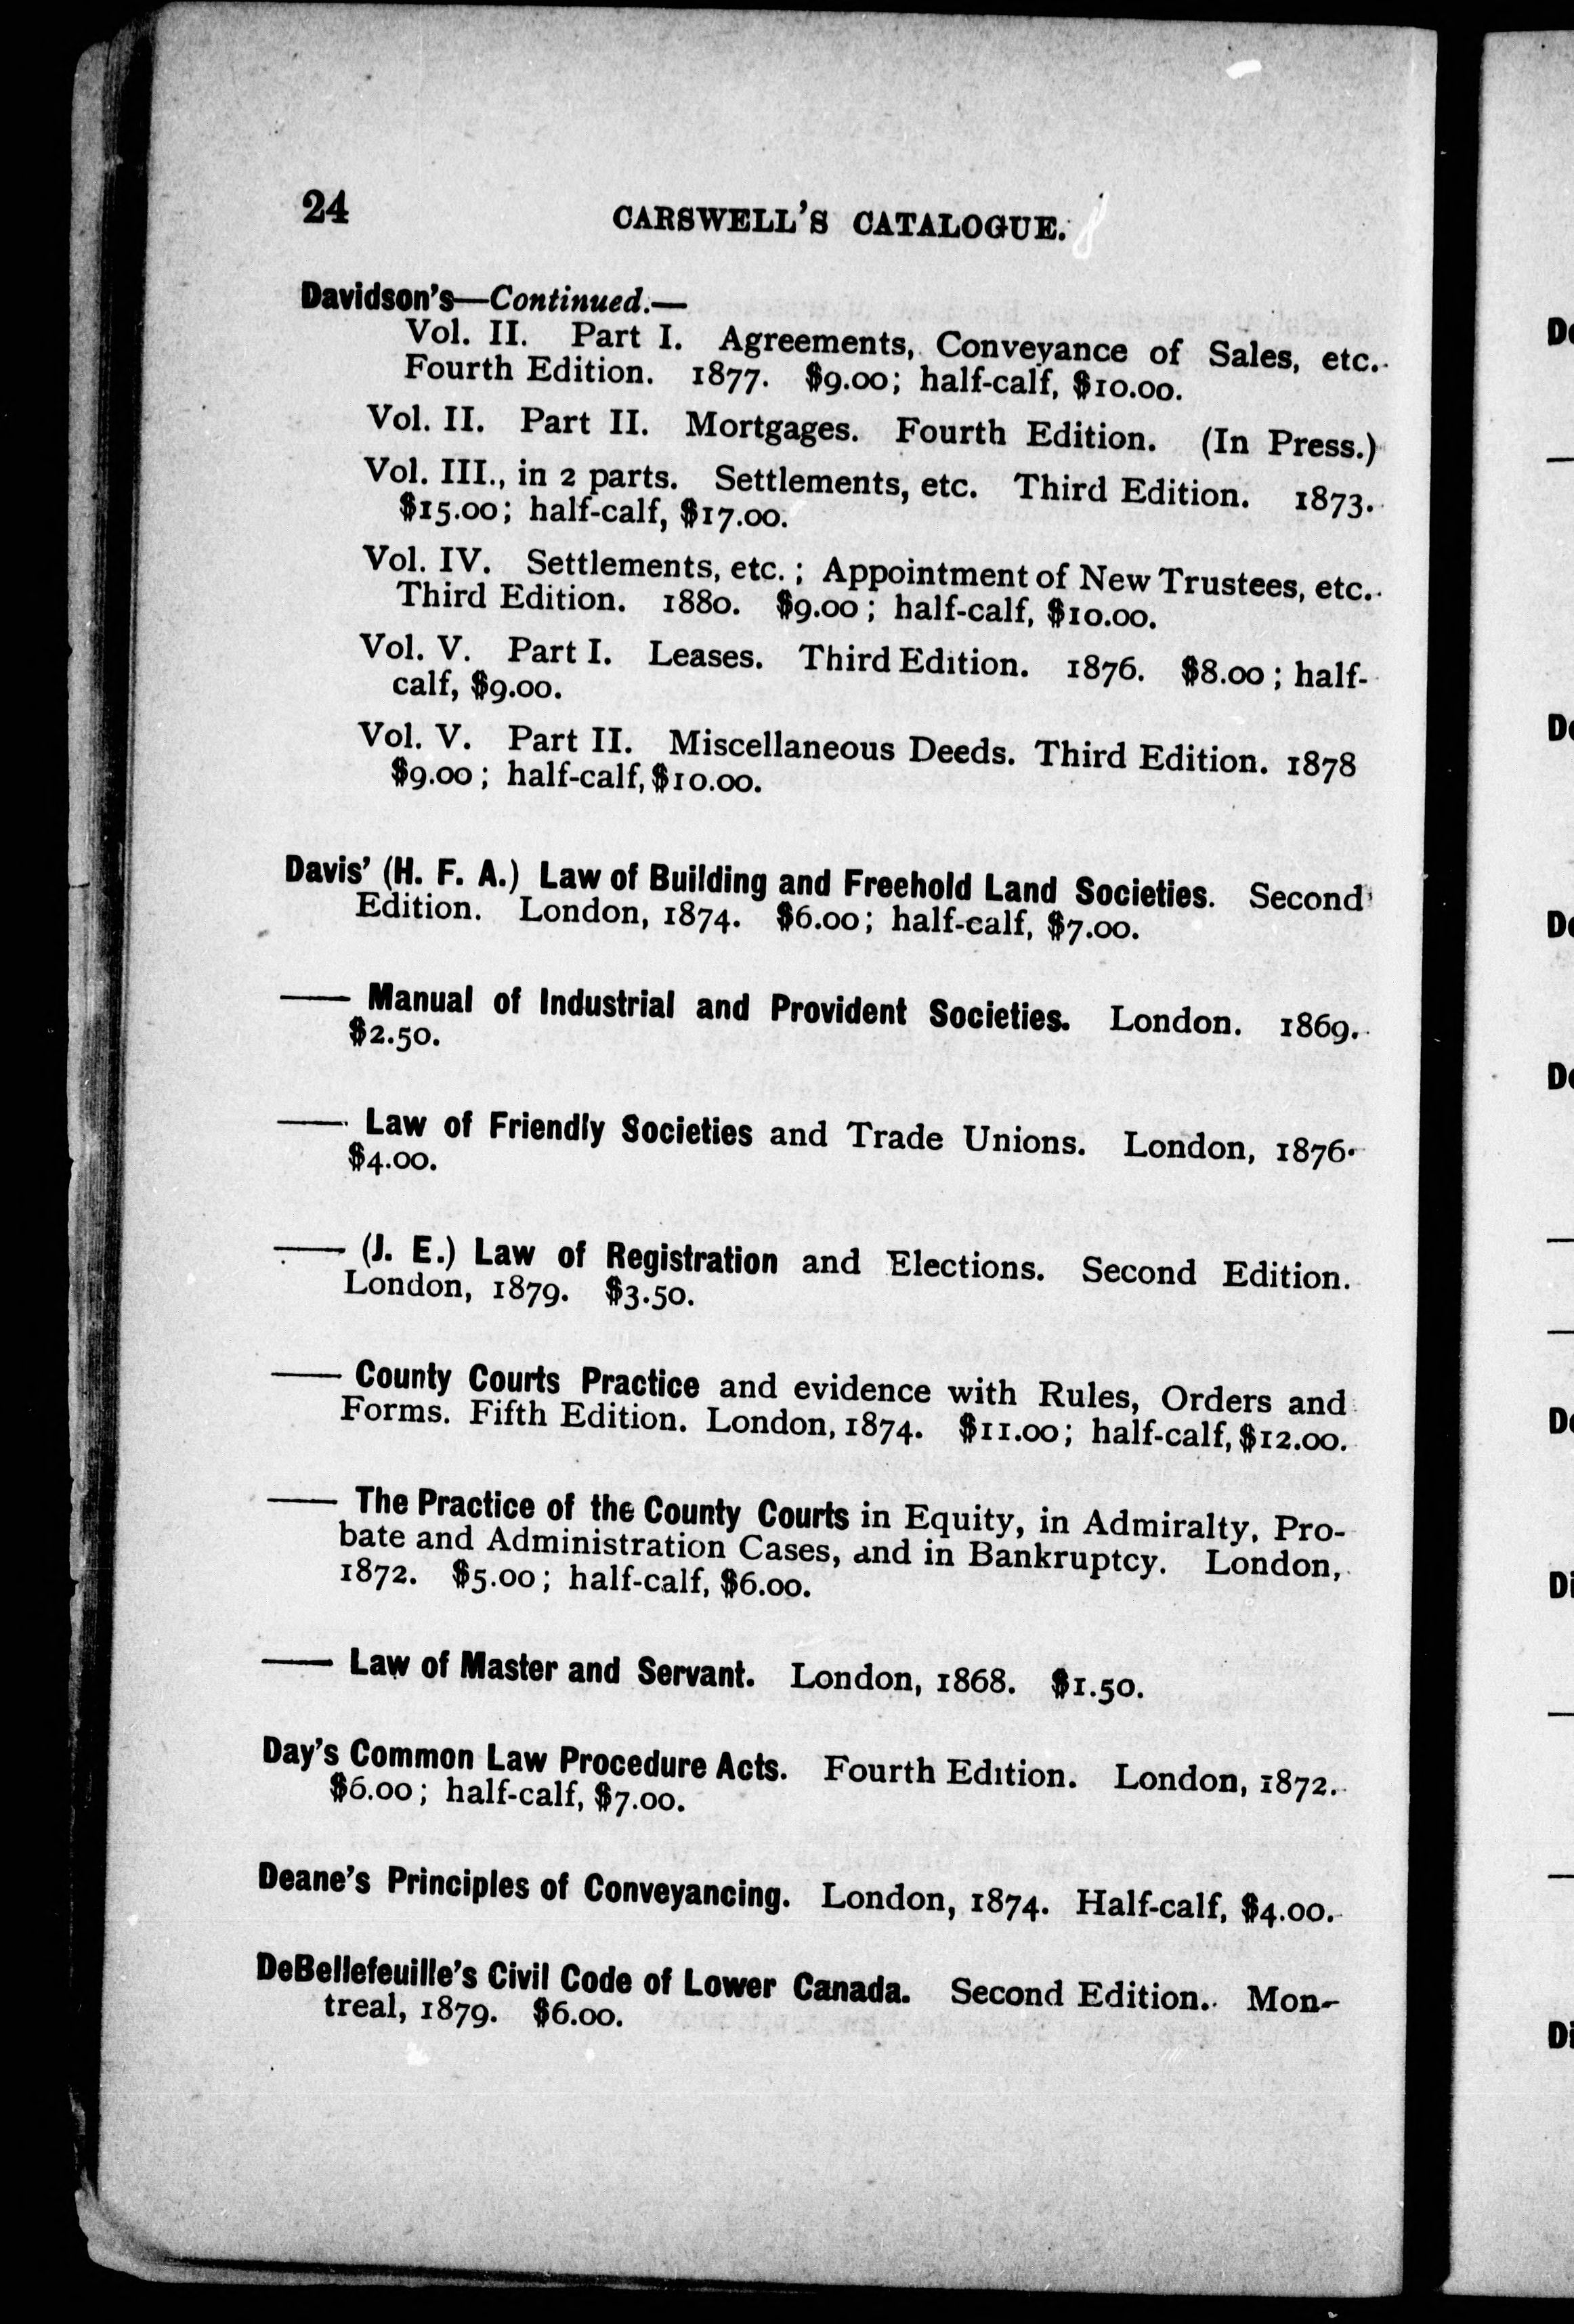 24
CARSWELL'S CATALOGUE.
Davidson's—Continued.—
Vol. II. Part I. Agreements, Conveyance of Sales, etc.
Fourth Edition. 1877. $9.00; half-calf, $10.00.
Vol. II. Part II. Mortgages. Fourth Edition. (In Press.)
Vol. III., in 2 parts. Settlements, etc. Third Edition. 1873.
$15.00; half-calf, $17.00.
Vol. IV. Settlements, etc.; Appointment of New Trustees, etc.
Third Edition. 1880. $9.00; half-calf, $10.00.
Vol. V. Part I. Leases. Third Edition. 1876. $8.00; half-
calf, $9.00.
Vol. V. Part II. Miscellaneous Deeds. Third Edition. 1878
$9.00; half-calf, $10.00.
Davis' (H. F. A.) Law of Building and Freehold Land Societies. Second
Edition. London, 1874. $6.00; half-calf, $7.00.
—— Manual of Industrial and Provident Societies. London. 1869.
$2.50.
—— Law of Friendly Societies and Trade Unions. London, 1876.
$4.00.
—— (J. E.) Law of Registration and Elections. Second Edition.
London, 1879. $3.50.
—— County Courts Practice and evidence with Rules, Orders and
Forms. Fifth Edition. London, 1874. $11.00; half-calf, $12.00.
—— The Practice of the County Courts in Equity, in Admiralty, Pro-
bate and Administration Cases, and in Bankruptcy. London,
1872. $5.00; half-calf, $6.00.
—— Law of Master and Servant. London, 1868. $1.50.
Day's Common Law Procedure Acts. Fourth Edition. London, 1872.
$6.00; half-calf, $7.00.
Deane's Principles of Conveyancing. London, 1874. Half-calf, $4.00.
DeBellefeuille's Civil Code of Lower Canada. Second Edition. Mon-
treal, 1879. $6.00.